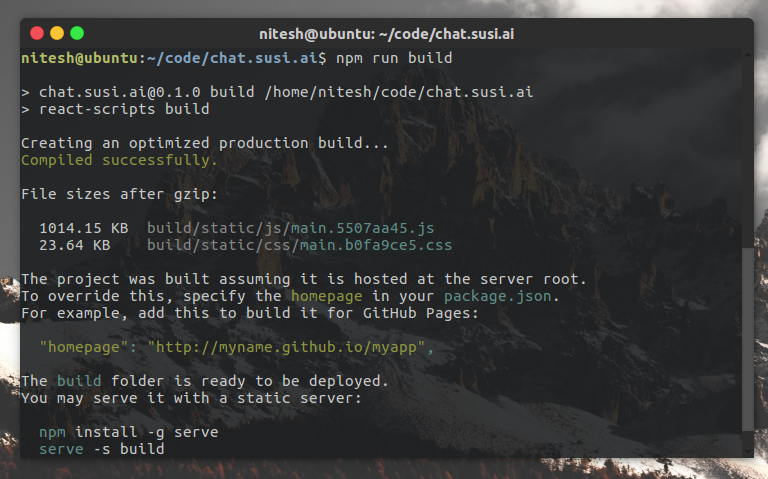 nitesh@ubuntu: ~/code/chat.susi.ai
nitesh@ubuntu:~/code/chat.susi.ai$ npm run build
> chat.susi.ai@0.1.0 build /home/nitesh/code/chat.susi.ai
> react-scripts build
Creating an optimized production build...
Compiled successfully.
File sizes after gzip:
1014.15 KB  build/static/js/main.5507aa45.js
23.64 KB    build/static/css/main.b0fa9ce5.css
The project was built assuming it is hosted at the server root.
To override this, specify the homepage in your package.json.
For example, add this to build it for GitHub Pages:
"homepage": "http://myname.github.io/myapp",
The build folder is ready to be deployed.
You may serve it with a static server:
npm install -g serve
serve -s build